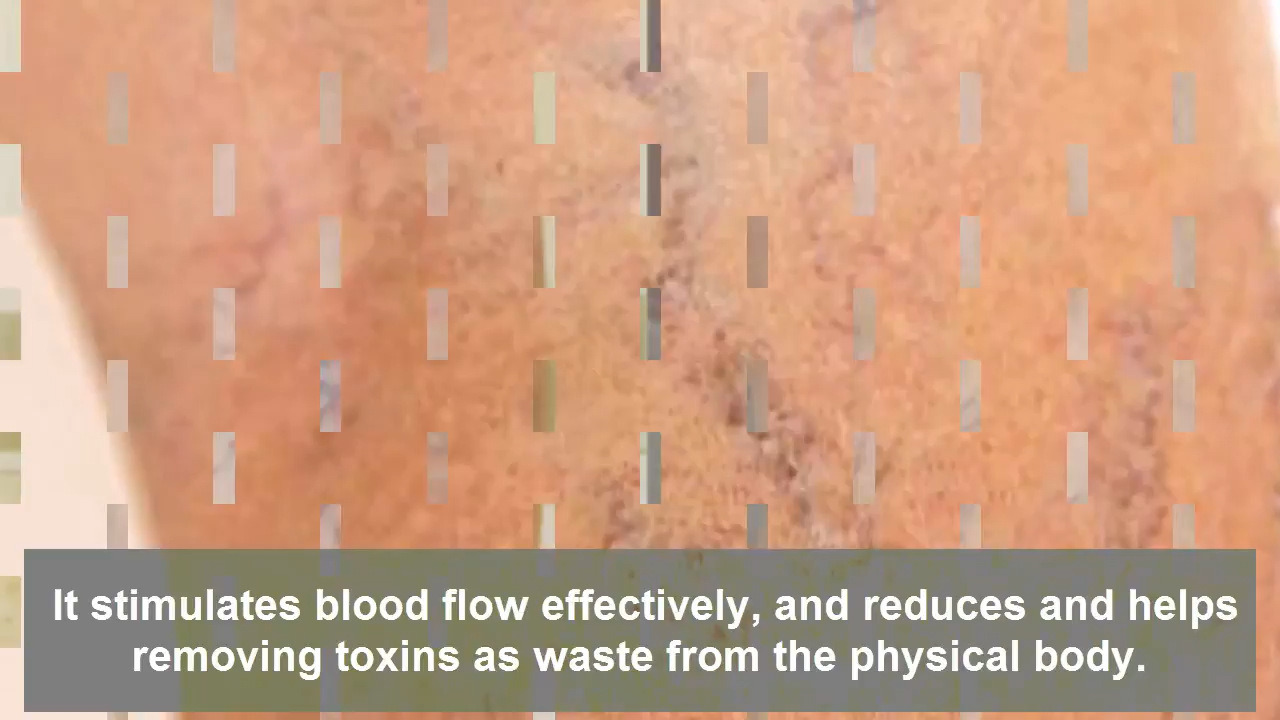 It stimulates blood flow effectively, and reduces and helps
removing toxins as waste from the physical body.